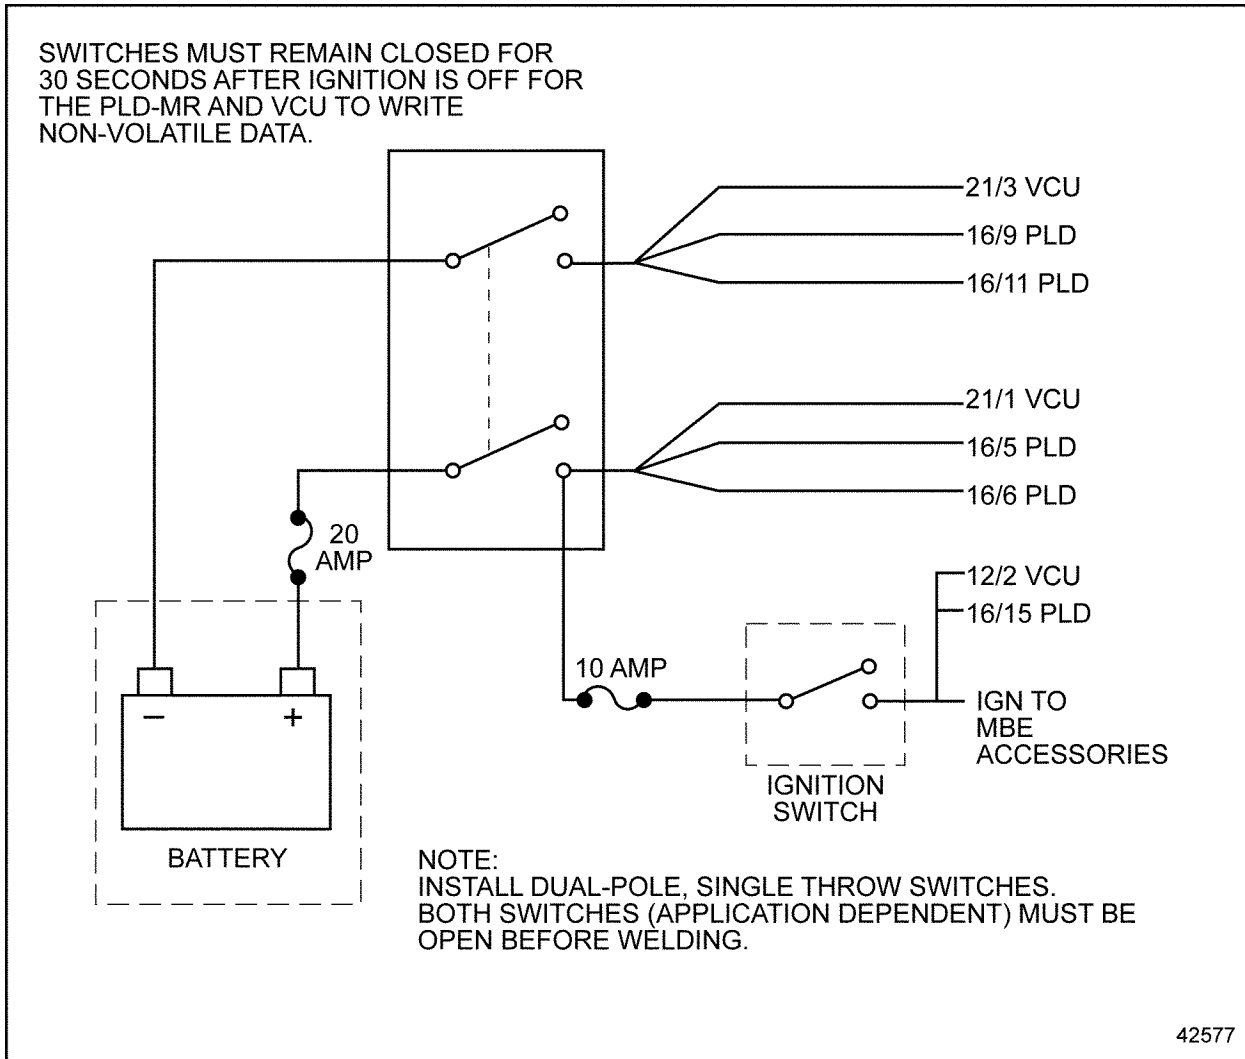 SWITCHES MUST REMAIN CLOSED FOR
30 SECONDS AFTER IGNITION IS OFF FOR
THE PLD-MR AND VCU TO WRITE
NON-VOLATILE DATA.
21/3 VCU
16/9 PLD
16/11 PLD
21/1 VCU
16/5 PLD
16/6 PLD
20
AMP
12/2 VCU
16/15 PLD
10 AMP
IGN TO
MBE
ACCESSORIES
IGNITION
SWITCH
− +
BATTERY
NOTE:
INSTALL DUAL-POLE, SINGLE THROW SWITCHES.
BOTH SWITCHES (APPLICATION DEPENDENT) MUST BE
OPEN BEFORE WELDING.
42577